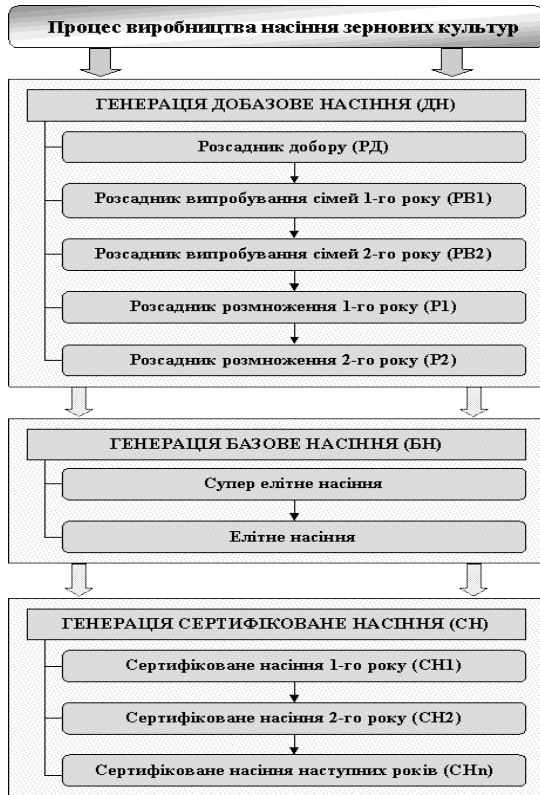 Процес виробництва насіння зернових культур
ГЕНЕРАЦІЯ ДОБАЗОВЕ НАСІННЯ (ДН)
Розсадник добору (РД)
Розсадник випробування сімей 1-го року (РВ1)
Розсадник випробування сімей 2-го року (РВ2)
Розсадник розмноження 1-го року (Р1)
Розсадник розмноження 2-го року (Р2)
ГЕНЕРАЦІЯ БАЗОВЕ НАСІННЯ (БН)
Супер елітне насіння
Елітне насіння
ГЕНЕРАЦІЯ СЕРТИФІКОВАНЕ НАСІННЯ (СН)
Сертифіковане насіння 1-го року (СН1)
Сертифіковане насіння 2-го року (СН2)
Сертифіковане насіння наступних років (СНn)